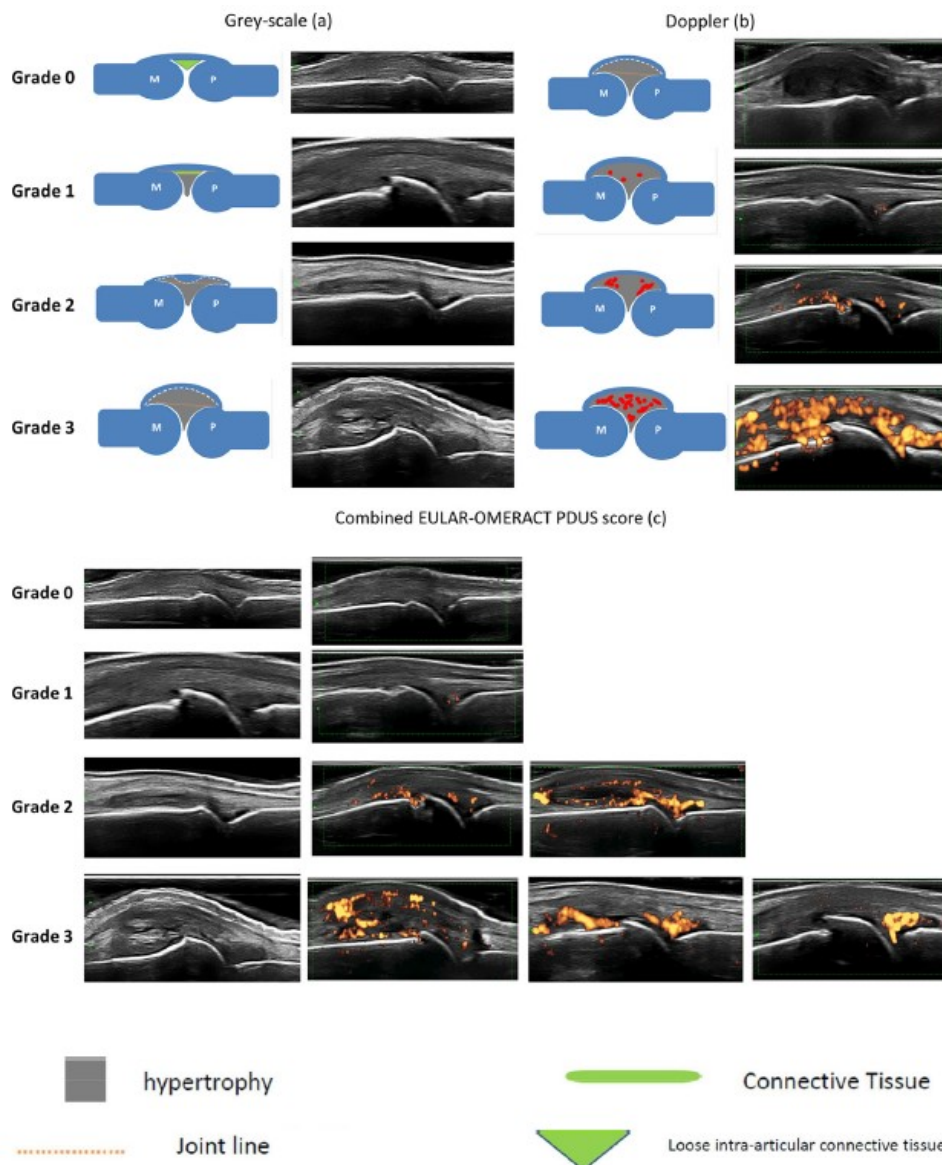 Grey-scale (a)
Doppler (b)
Grade 0
M P
M P
Grade 1
M P
M P
Grade 2
M P
M P
Grade 3
M P
M P
Combined EULAR-OMERACT PDUS score (c)
Grade 0
Grade 1
Grade 2
Grade 3
hypertrophy
Connective Tissue
Joint line
Loose intra-articular connective tissue